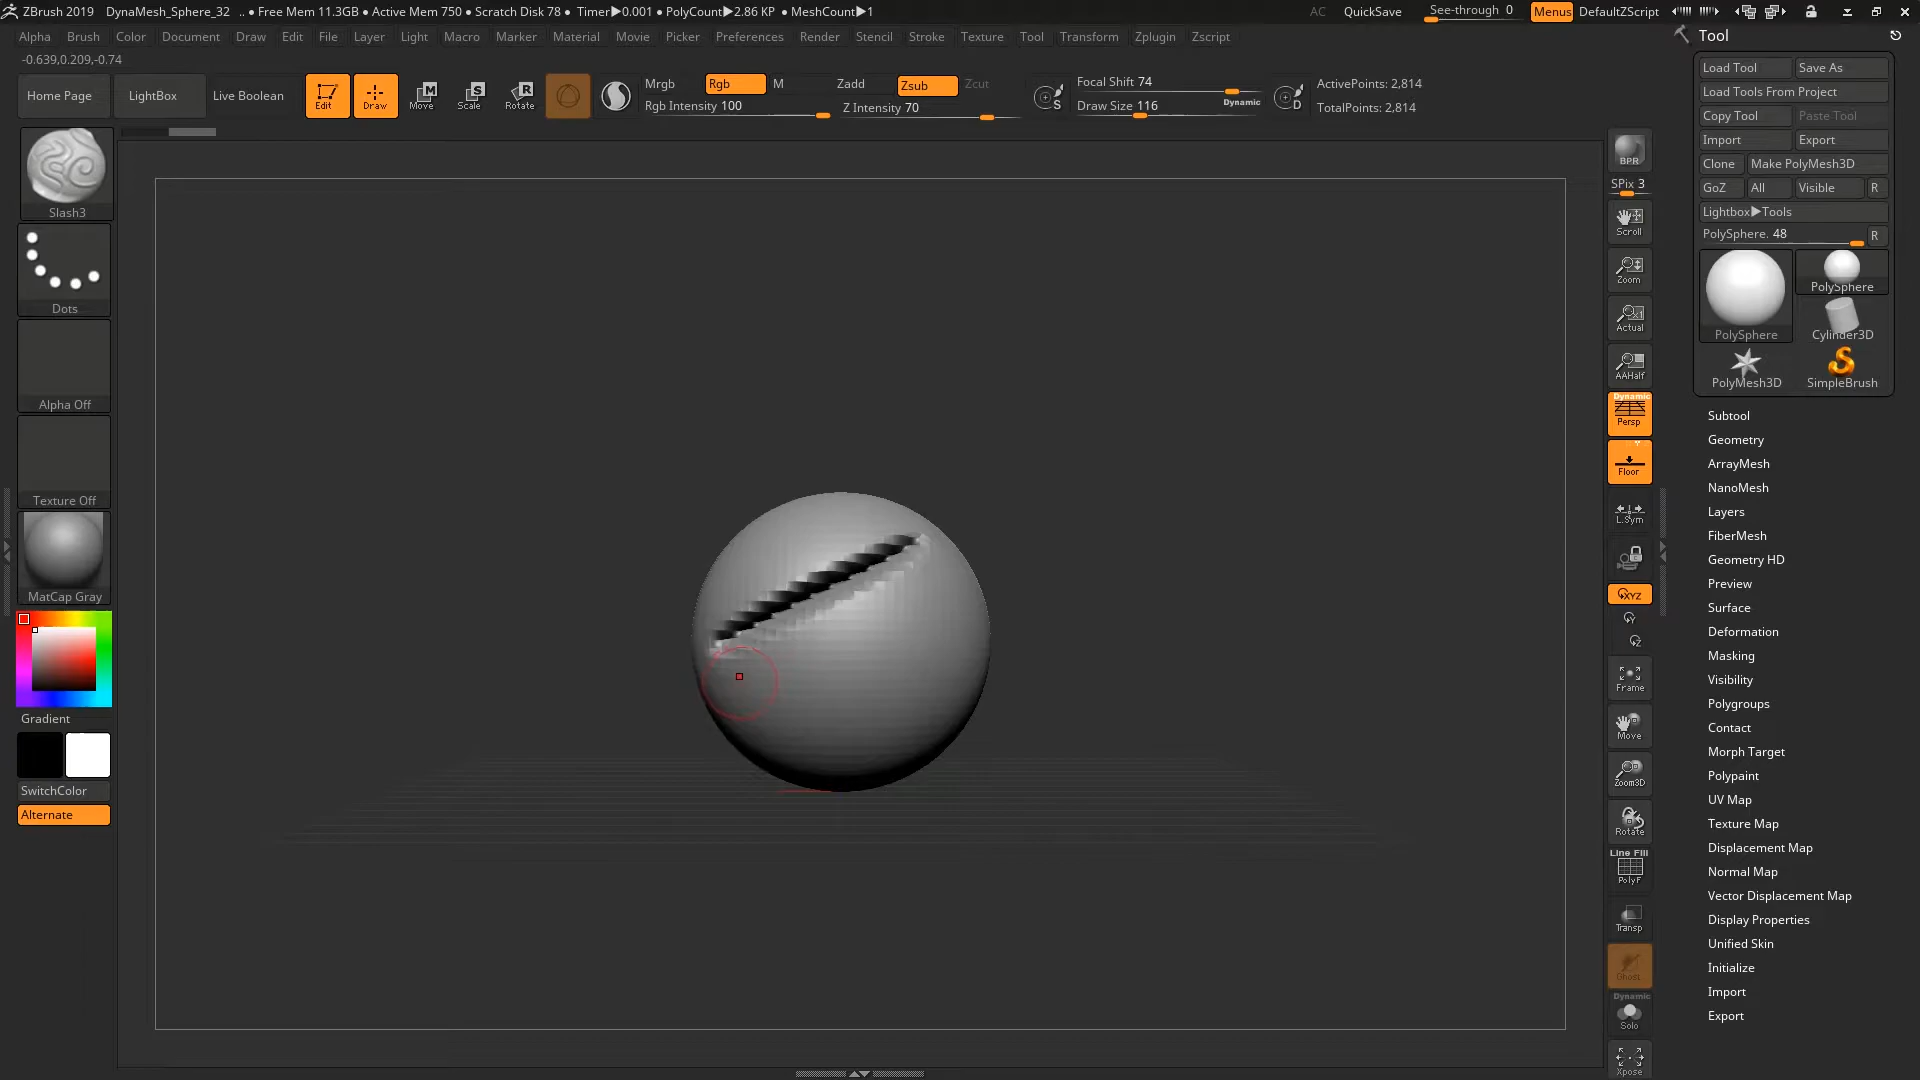 ZBrush 2019 DynaMesh_Sphere_32 .. • Free Mem 11.3GB • Active Mem 750 • Scratch Disk 78 • Timer▶0.001 • PolyCount▶2.86 KP • MeshCount▶1 AC QuickSave See-through 0 Menus DefaultZScript
Alpha Brush Color Document Draw Edit File Layer Light Macro Marker Material Movie Picker Preferences Render Stencil Stroke Texture Tool Transform Zplugin Zscript
-0.639,0.209,-0.74
Home Page LightBox Live Boolean Edit Draw Move Scale Rotate
Mrgb Rgb M Zadd Zsub Zcut
Rgb Intensity 100 Z Intensity 70
S Focal Shift 74
Draw Size 116 Dynamic D
ActivePoints: 2,814
TotalPoints: 2,814
Slash3
Dots
Alpha Off
Texture Off
MatCap Gray
Gradient
SwitchColor
Alternate
BPR
SPix 3
Scroll
Zoom
Actual
AAHalf
Dynamic
Persp
Floor
L.Sym
XYZ
Y
Z
Frame
Move
Zoom3D
Rotate
Line Fill
PolyF
Transp
Ghost
Dynamic
Solo
Xpose
Tool
Load Tool Save As
Load Tools From Project
Copy Tool Paste Tool
Import Export
Clone Make PolyMesh3D
GoZ All Visible R
Lightbox▶Tools
PolySphere. 48 R
PolySphere PolySphere
Cylinder3D
PolyMesh3D SimpleBrush
Subtool
Geometry
ArrayMesh
NanoMesh
Layers
FiberMesh
Geometry HD
Preview
Surface
Deformation
Masking
Visibility
Polygroups
Contact
Morph Target
Polypaint
UV Map
Texture Map
Displacement Map
Normal Map
Vector Displacement Map
Display Properties
Unified Skin
Initialize
Import
Export